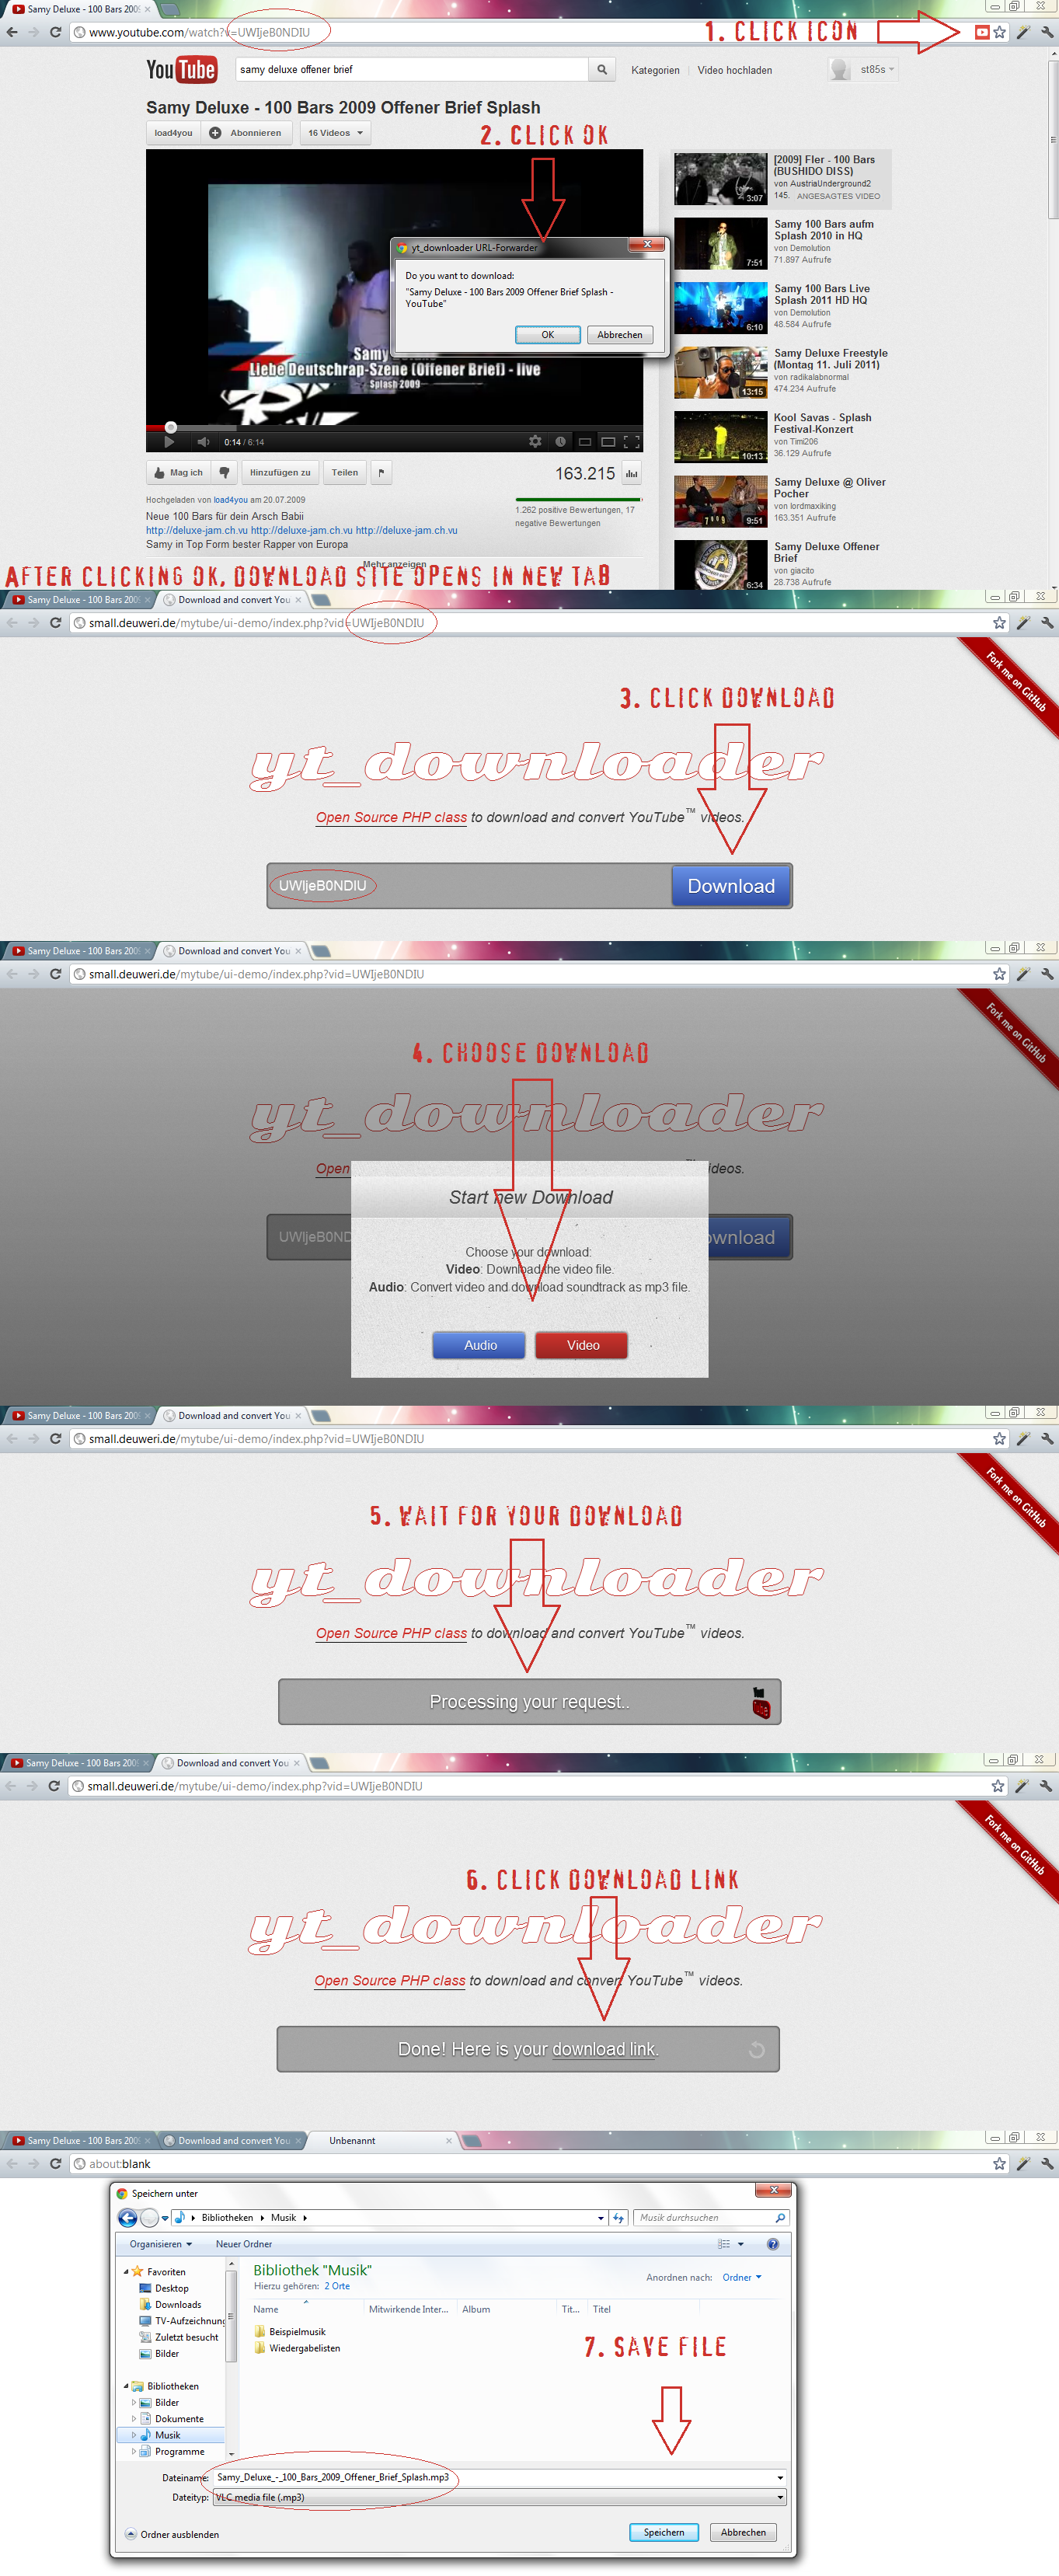 Samy Deluxe - 100 Bars 2009
www.youtube.com/watch?v=UWIjeB0NDIU
1. CLICK ICON
YouTube
samy deluxe offener brief
Kategorien | Video hochladen
st85s
Samy Deluxe - 100 Bars 2009 Offener Brief Splash
load4you
Abonnieren
16 Videos
2. CLICK OK
yt_downloader URL-Forwarder
Do you want to download:
"Samy Deluxe - 100 Bars 2009 Offener Brief Splash -
YouTube"
OK
Abbrechen
Samy
Liebe Deutschrap-Szene (Offener Brief) - live
Splash 2009
0:14 / 6:14
Mag ich
Hinzufügen zu
Teilen
163.215
Hochgeladen von load4you am 20.07.2009
Neue 100 Bars für dein Arsch Babii
http://deluxe-jam.ch.vu http://deluxe-jam.ch.vu http://deluxe-jam.ch.vu
Samy in Top Form bester Rapper von Europa
1.262 positive Bewertungen, 17
negative Bewertungen
Mehr anzeigen
3:07
[2009] Fler - 100 Bars
(BUSHIDO DISS)
von AustriaUnderground2
145. ANGESAGTES VIDEO
7:51
Samy 100 Bars aufm
Splash 2010 in HQ
von Demolution
71.897 Aufrufe
6:10
Samy 100 Bars Live
Splash 2011 HD HQ
von Demolution
48.584 Aufrufe
13:15
Samy Deluxe Freestyle
(Montag 11. Juli 2011)
von radikalabnormal
474.234 Aufrufe
10:13
Kool Savas - Splash
Festival-Konzert
von Timi206
36.129 Aufrufe
9:51
Samy Deluxe @ Oliver
Pocher
von lordmaxiking
163.351 Aufrufe
6:34
Samy Deluxe Offener
Brief
von giacito
28.738 Aufrufe
AFTER CLICKING OK, DOWNLOAD SITE OPENS IN NEW TAB
Samy Deluxe - 100 Bars 2009
Download and convert You
small.deuweri.de/mytube/ui-demo/index.php?vid=UWIjeB0NDIU
Fork me on GitHub
3. CLICK DOWNLOAD
yt_downloader
Open Source PHP class to download and convert YouTube™ videos.
UWIjeB0NDIU
Download
Samy Deluxe - 100 Bars 2009
Download and convert You
small.deuweri.de/mytube/ui-demo/index.php?vid=UWIjeB0NDIU
Fork me on GitHub
4. CHOOSE DOWNLOAD
yt_downloader
Open
™ videos.
UWIjeB0ND
ownload
Start new Download
Choose your download:
Video: Download the video file.
Audio: Convert video and download soundtrack as mp3 file.
Audio
Video
Samy Deluxe - 100 Bars 2009
Download and convert You
small.deuweri.de/mytube/ui-demo/index.php?vid=UWIjeB0NDIU
Fork me on GitHub
5. WAIT FOR YOUR DOWNLOAD
yt_downloader
Open Source PHP class to download and convert YouTube™ videos.
Processing your request..
Samy Deluxe - 100 Bars 2009
Download and convert You
small.deuweri.de/mytube/ui-demo/index.php?vid=UWIjeB0NDIU
Fork me on GitHub
6. CLICK DOWNLOAD LINK
yt_downloader
Open Source PHP class to download and convert YouTube™ videos.
Done! Here is your download link.
Samy Deluxe - 100 Bars 2009
Download and convert You
Unbenannt
about:blank
Speichern unter
Bibliotheken
Musik
Musik durchsuchen
Organisieren
Neuer Ordner
Favoriten
Desktop
Downloads
TV-Aufzeichnung
Zuletzt besucht
Bilder
Bibliotheken
Bilder
Dokumente
Musik
Programme
Bibliothek "Musik"
Hierzu gehören: 2 Orte
Anordnen nach: Ordner
Name
Mitwirkende Inter...
Album
Tit...
Titel
Beispielmusik
Wiedergabelisten
7. SAVE FILE
Dateiname: Samy_Deluxe_-_100_Bars_2009_Offener_Brief_Splash.mp3
Dateityp: VLC media file (.mp3)
Ordner ausblenden
Speichern
Abbrechen